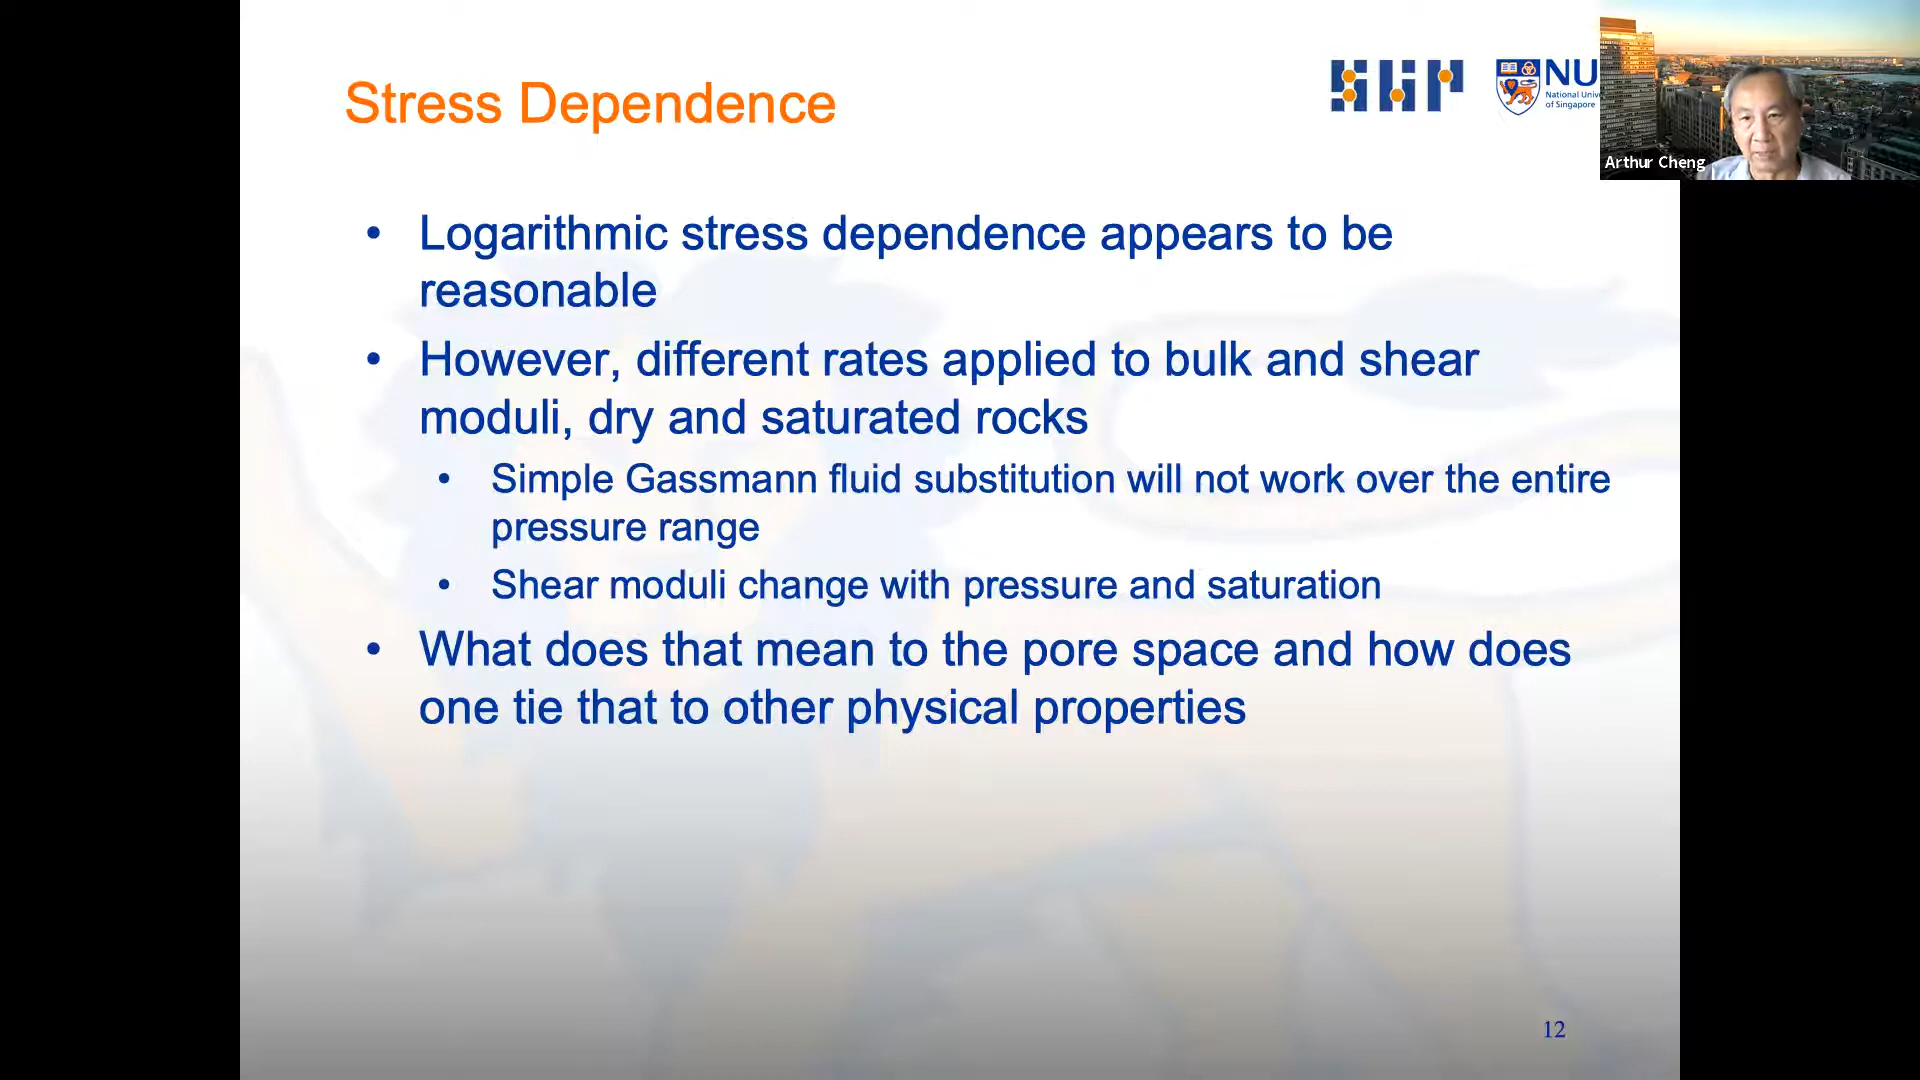 Stress Dependence
SHP
NU
National Unive
of Singapore
Arthur Cheng
• Logarithmic stress dependence appears to be
reasonable
• However, different rates applied to bulk and shear
moduli, dry and saturated rocks
• Simple Gassmann fluid substitution will not work over the entire
pressure range
• Shear moduli change with pressure and saturation
• What does that mean to the pore space and how does
one tie that to other physical properties
12